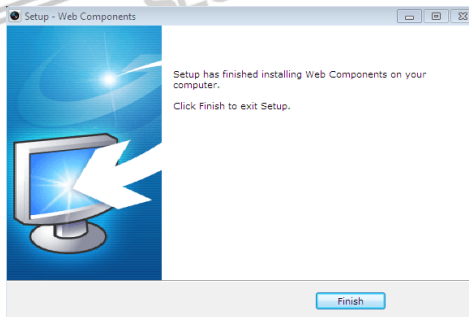 Setup - Web Components
Setup has finished installing Web Components on your
computer.
Click Finish to exit Setup.
Finish